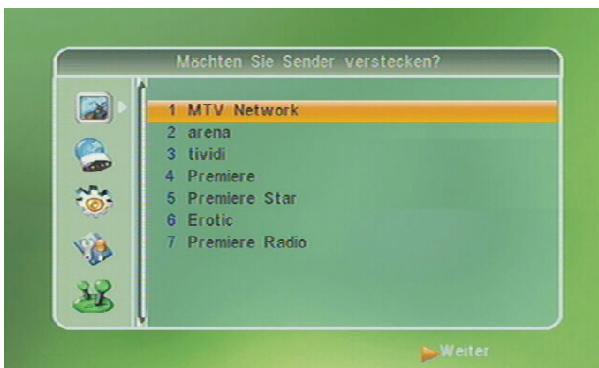 Möchten Sie Sender verstecken?
1 MTV Network
2 arena
3 tividi
4 Premiere
5 Premiere Star
6 Erotic
7 Premiere Radio
Weiter